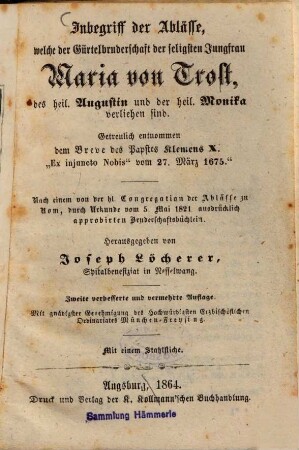 Inbegriff der Ablässe,
welche der Gürtelbruderschaft der seligsten Jungfrau
Maria von Trost,
des heil. Augustin und der heil. Monika
verliehen sind.
Getreulich entnommen
dem Breve des Papstes Klemens X.
„Ex injuncto Nobis“ vom 27. März 1675.“
Nach einem von der hl. Congregation der Ablässe zu
Rom, durch Urkunde vom 5. Mai 1821 ausdrücklich
approbirten Bruderschaftsbüchlein.
Herausgegeben von
Joseph Löcherer,
Spitalbenefiziat in Nesselwang.
Zweite verbesserte und vermehrte Auflage.
Mit gnädigster Genehmigung des Hochwürdigsten Erzbischöflichen
Ordinariates München-Freysing.
Mit einem Stahlstiche.
Augsburg, 1864.
Druck und Verlag der K. Kollmann'schen Buchhandlung.
Sammlung Hämmerle